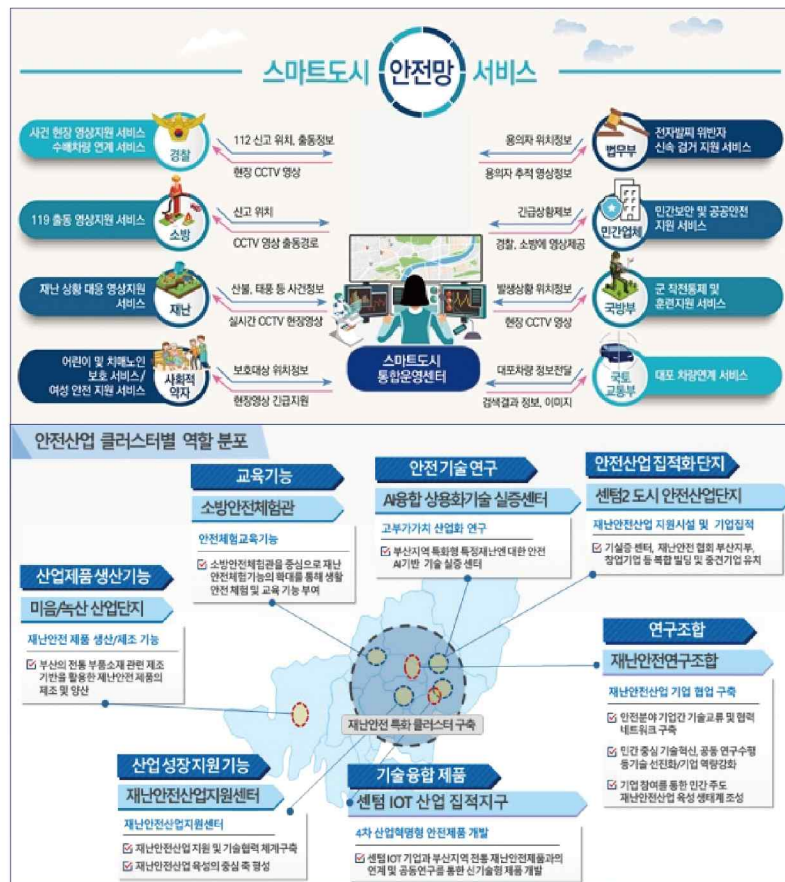 스마트도시 안전망 서비스
사건 현장 영상지원 서비스
수배차량 연계 서비스
경찰
112 신고 위치, 출동정보
현장 CCTV 영상
119 출동 영상지원 서비스
소방
신고 위치
CCTV 영상 출동경로
재난 상황 대응 영상지원
서비스
재난
산불, 태풍 등 사건정보
실시간 CCTV 현장영상
어린이 및 치매노인
보호 서비스/
여성 안전 지원 서비스
사회적
약자
보호대상 위치정보
현장영상 긴급지원
스마트도시
통합운영센터
용의자 위치정보
용의자 추적 영상정보
법무부
전자발찌 위반자
신속 검거 지원 서비스
긴급상황제보
경찰, 소방에 영상제공
민간업체
민간보안 및 공공안전
지원 서비스
발생상황 위치정보
현장 CCTV 영상
국방부
군 작전통제 및
훈련지원 서비스
대포차량 정보전달
검색결과 정보, 이미지
국토
교통부
대포 차량연계 서비스
안전산업 클러스터별 역할 분포
교육기능
소방안전체험관
안전체험교육기능
소방안전체험관을 중심으로 재난
안전체험기능의 확대를 통해 생활
안전 체험 및 교육 기능 부여
안전 기술 연구
AI융합 상용화기술 실증센터
고부가가치 산업화 연구
부산지역 특화형 특정재난엔 대한 안전
AI기반 기술 실증 센터
안전산업 집적화단지
센텀2 도시 안전산업단지
재난안전산업 지원시설 및 기업집적
기실증 센터, 재난안전 협회 부산지부,
창업기업 등 복합 빌딩 및 중견기업 유치
산업제품 생산기능
미음/녹산 산업단지
재난안전 제품 생산/제조 기능
부산의 전통 부품소재 관련 제조
기반을 활용한 재난안전 제품의
제조 및 양산
재난안전 특화 클러스터 구축
연구조합
재난안전연구조합
재난안전산업 기업 협업 구축
안전분야 기업간 기술교류 및 협력
네트워크 구축
민간 중심 기술혁신, 공동 연구수행
등기술 선진화/기업 역량강화
기업 참여를 통한 민간 주도
재난안전산업 육성 생태계 조성
산업 성장 지원 기능
재난안전산업지원센터
재난안전산업지원센터
재난안전산업 지원 및 기술협력 체계구축
재난안전산업 육성의 중심 축 형성
기술 융합 제품
센텀 IOT 산업 집적지구
4차 산업혁명형 안전제품 개발
센텀 IOT 기업과 부산지역 전통 재난안전제품과의
연계 및 공동연구를 통한 신기술형 제품 개발